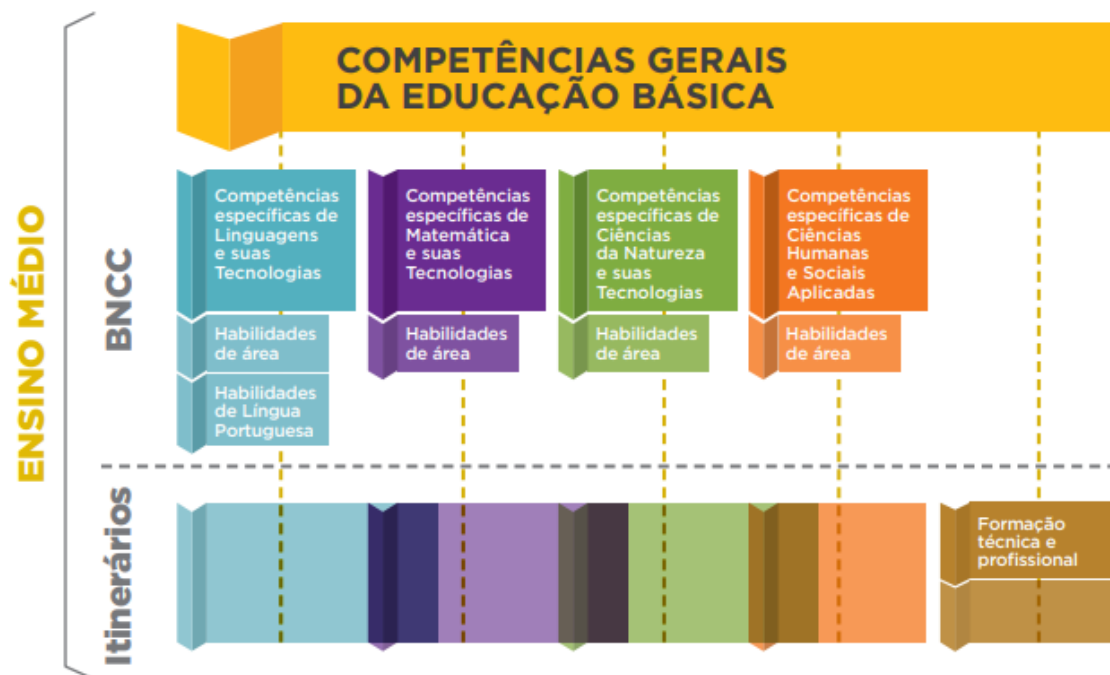 ENSINO MÉDIO
BNCC
COMPETÊNCIAS GERAIS
DA EDUCAÇÃO BÁSICA
Competências
específicas de
Linguagens
e suas
Tecnologias
Habilidades
de área
Habilidades
de Língua
Portuguesa
Competências
específicas de
Matemática
e suas
Tecnologias
Habilidades
de área
Competências
específicas de
Ciências
da Natureza
e suas
Tecnologias
Habilidades
de área
Competências
específicas de
Ciências
Humanas
e Sociais
Aplicadas
Habilidades
de área
Itinerários
Formação
técnica e
profissional